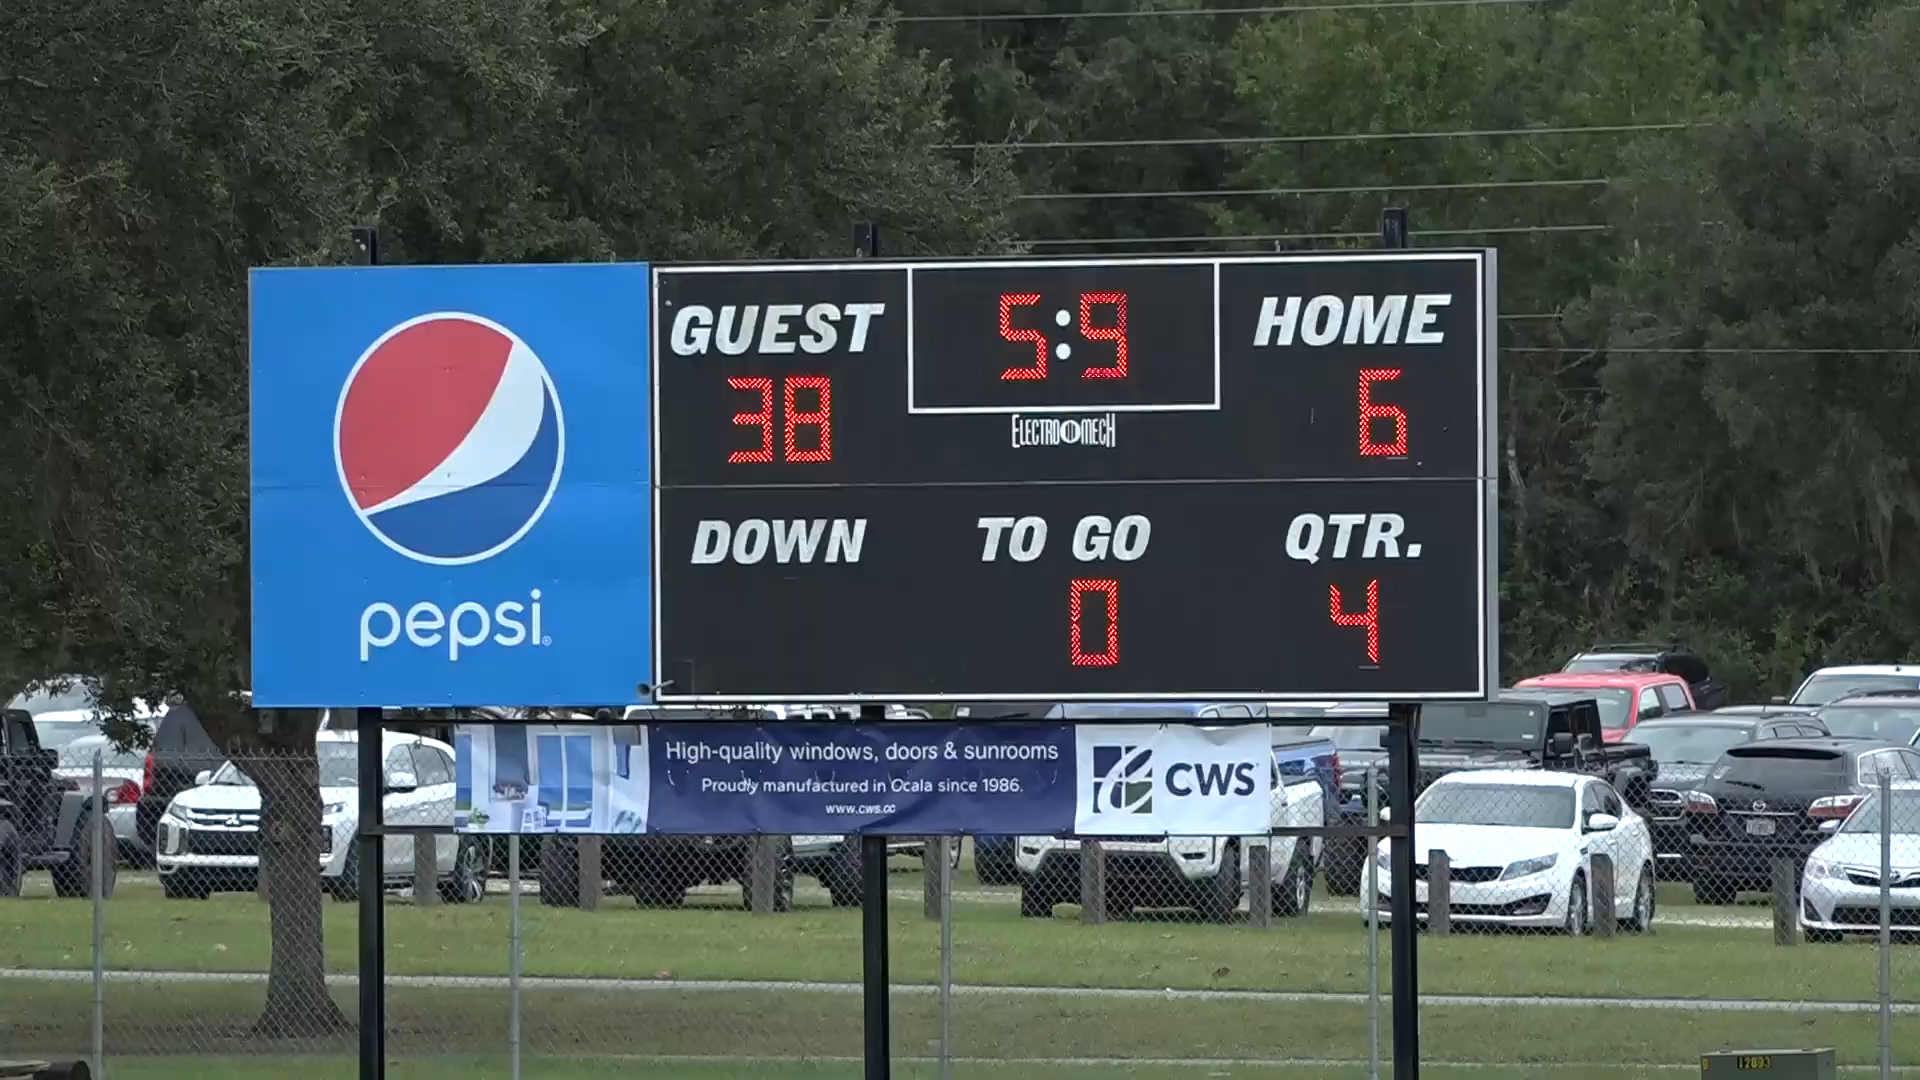 GUEST
5:9
HOME
38
ELECTRO MECH
6
DOWN
TO GO
QTR.
0
4
pepsi
High-quality windows, doors & sunrooms
Proudly manufactured in Ocala since 1986.
www.cws.cc
CWS
12893